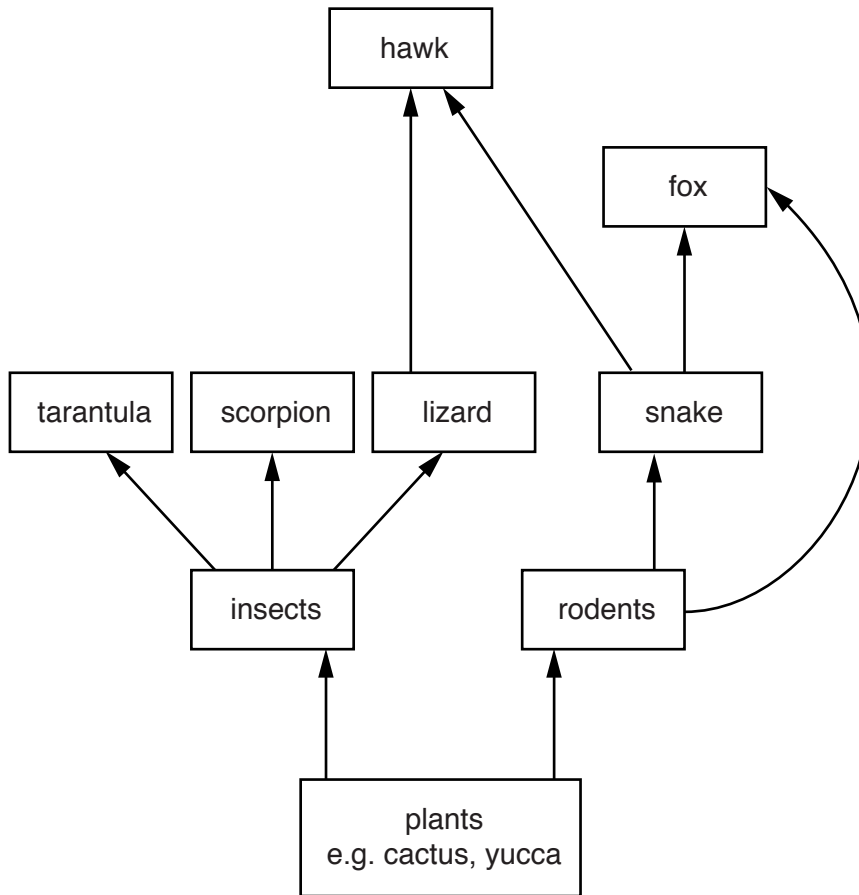 hawk
fox
tarantula
scorpion
lizard
snake
insects
rodents
plants
e.g. cactus, yucca